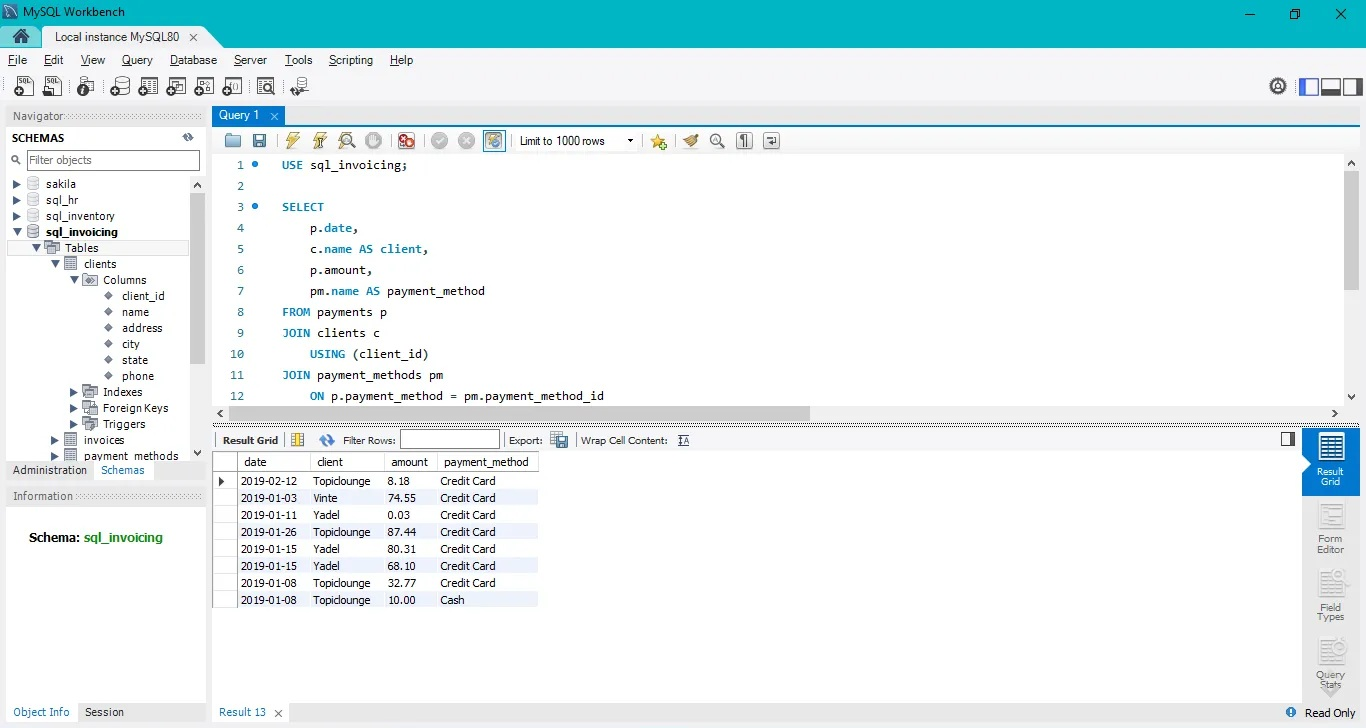 MySQL Workbench
Local instance MySQL80
File Edit View Query Database Server Tools Scripting Help
Navigator
SCHEMAS
Filter objects
sakila
sql_hr
sql_inventory
sql_invoicing
Tables
clients
Columns
client_id
name
address
city
state
phone
Indexes
Foreign Keys
Triggers
invoices
payment_methods
Administration Schemas
Information
Schema: sql_invoicing
Object Info Session
Query 1
Limit to 1000 rows
1 USE sql_invoicing;
2
3 SELECT
4 p.date,
5 c.name AS client,
6 p.amount,
7 pm.name AS payment_method
8 FROM payments p
9 JOIN clients c
10 USING (client_id)
11 JOIN payment_methods pm
12 ON p.payment_method = pm.payment_method_id
Result Grid Filter Rows: Export: Wrap Cell Content:
date client amount payment_method
2019-02-12 Topiclounge 8.18 Credit Card
2019-01-03 Vinte 74.55 Credit Card
2019-01-11 Yadel 0.03 Credit Card
2019-01-26 Topiclounge 87.44 Credit Card
2019-01-15 Yadel 80.31 Credit Card
2019-01-15 Yadel 68.10 Credit Card
2019-01-08 Topiclounge 32.77 Credit Card
2019-01-08 Topiclounge 10.00 Cash
Result
Grid
Form
Editor
Field
Types
Query
Stats
Result 13
Read Only